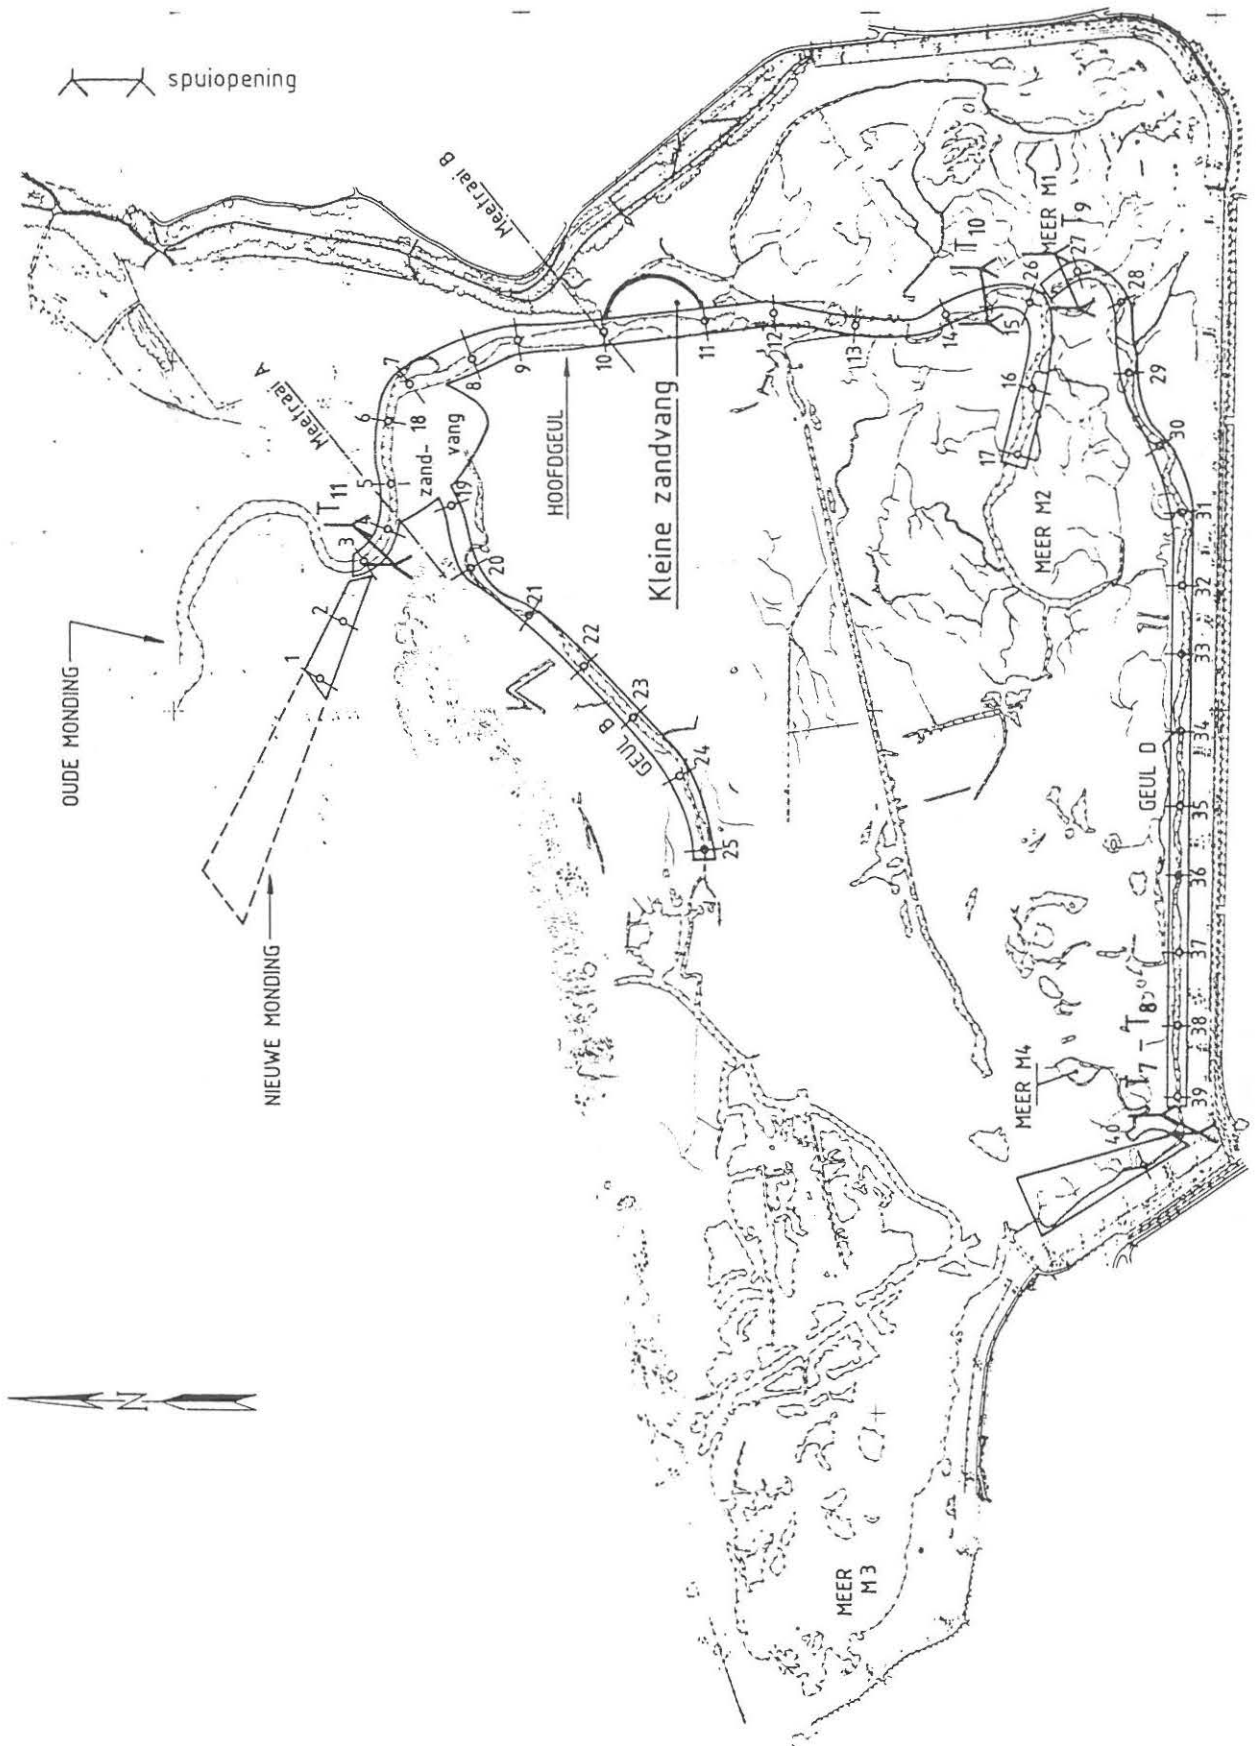 spuiopening
Meetraai B
Meetraai A
OUDE MONDING
NIEUWE MONDING
HOOFDGEUL
Kleine zandvang
zand-
vang
GEUL B
GEUL D
MEER M1
MEER M2
MEER
M3
MEER M4
T11
T10
T9
T7 - T8
1
2
3
4
5
6
7
8
9
10
11
12
13
14
15
16
17
18
19
20
21
22
23
24
25
26
27
28
29
30
31
32
33
34
35
36
37
38
39
40
N